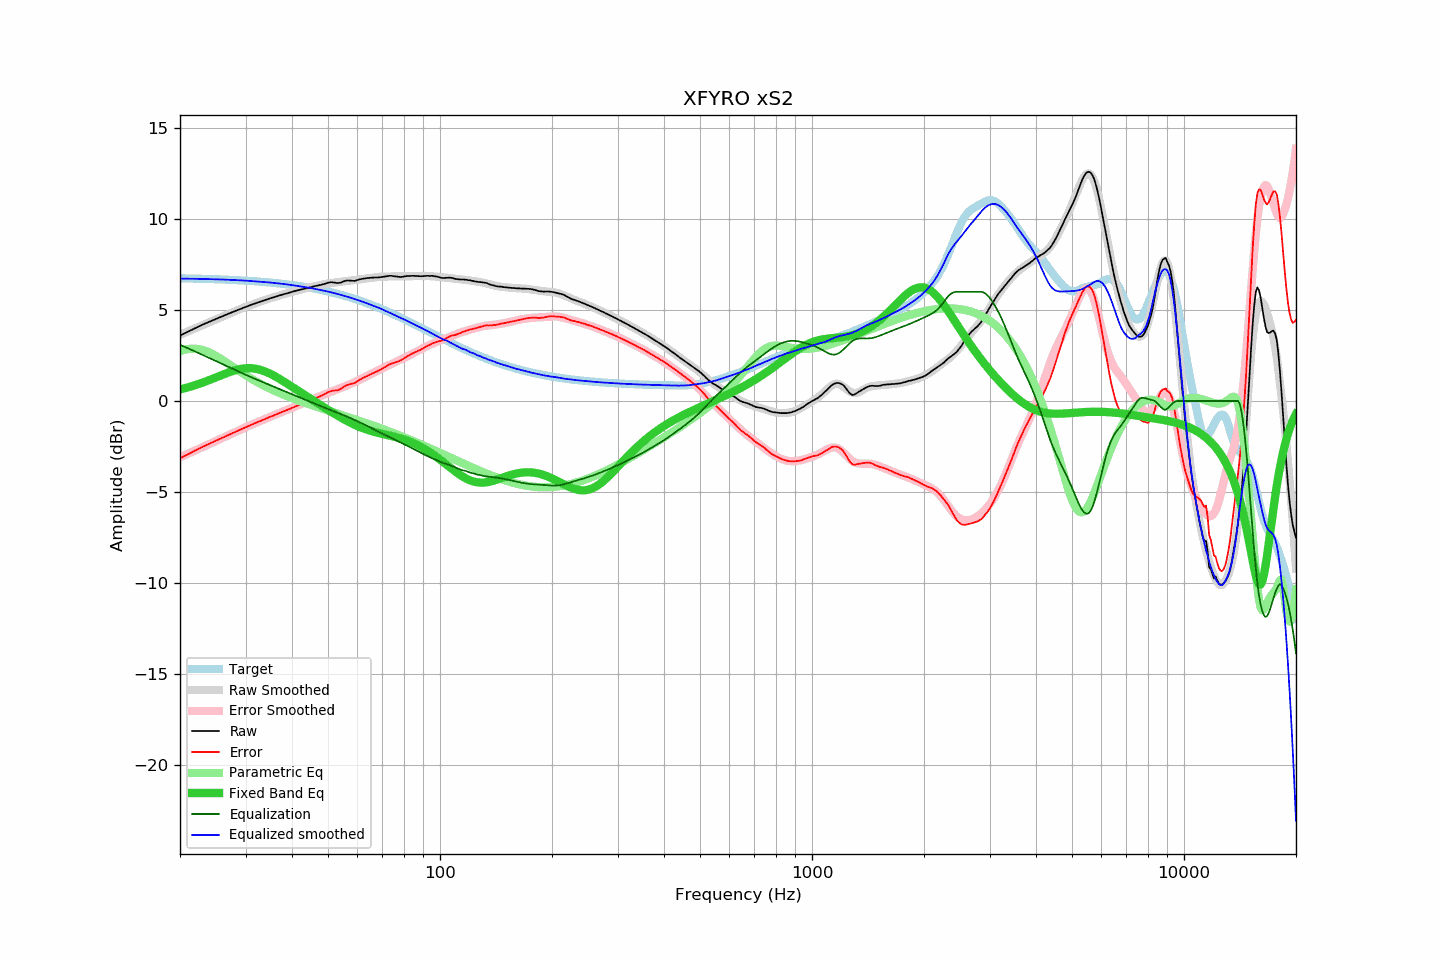 XFYRO xS2
15
10
5
0
−5
−10
−15
−20
Amplitude (dBr)
Target
Raw Smoothed
Error Smoothed
Raw
Error
Parametric Eq
Fixed Band Eq
Equalization
Equalized smoothed
100
1000
10000
Frequency (Hz)